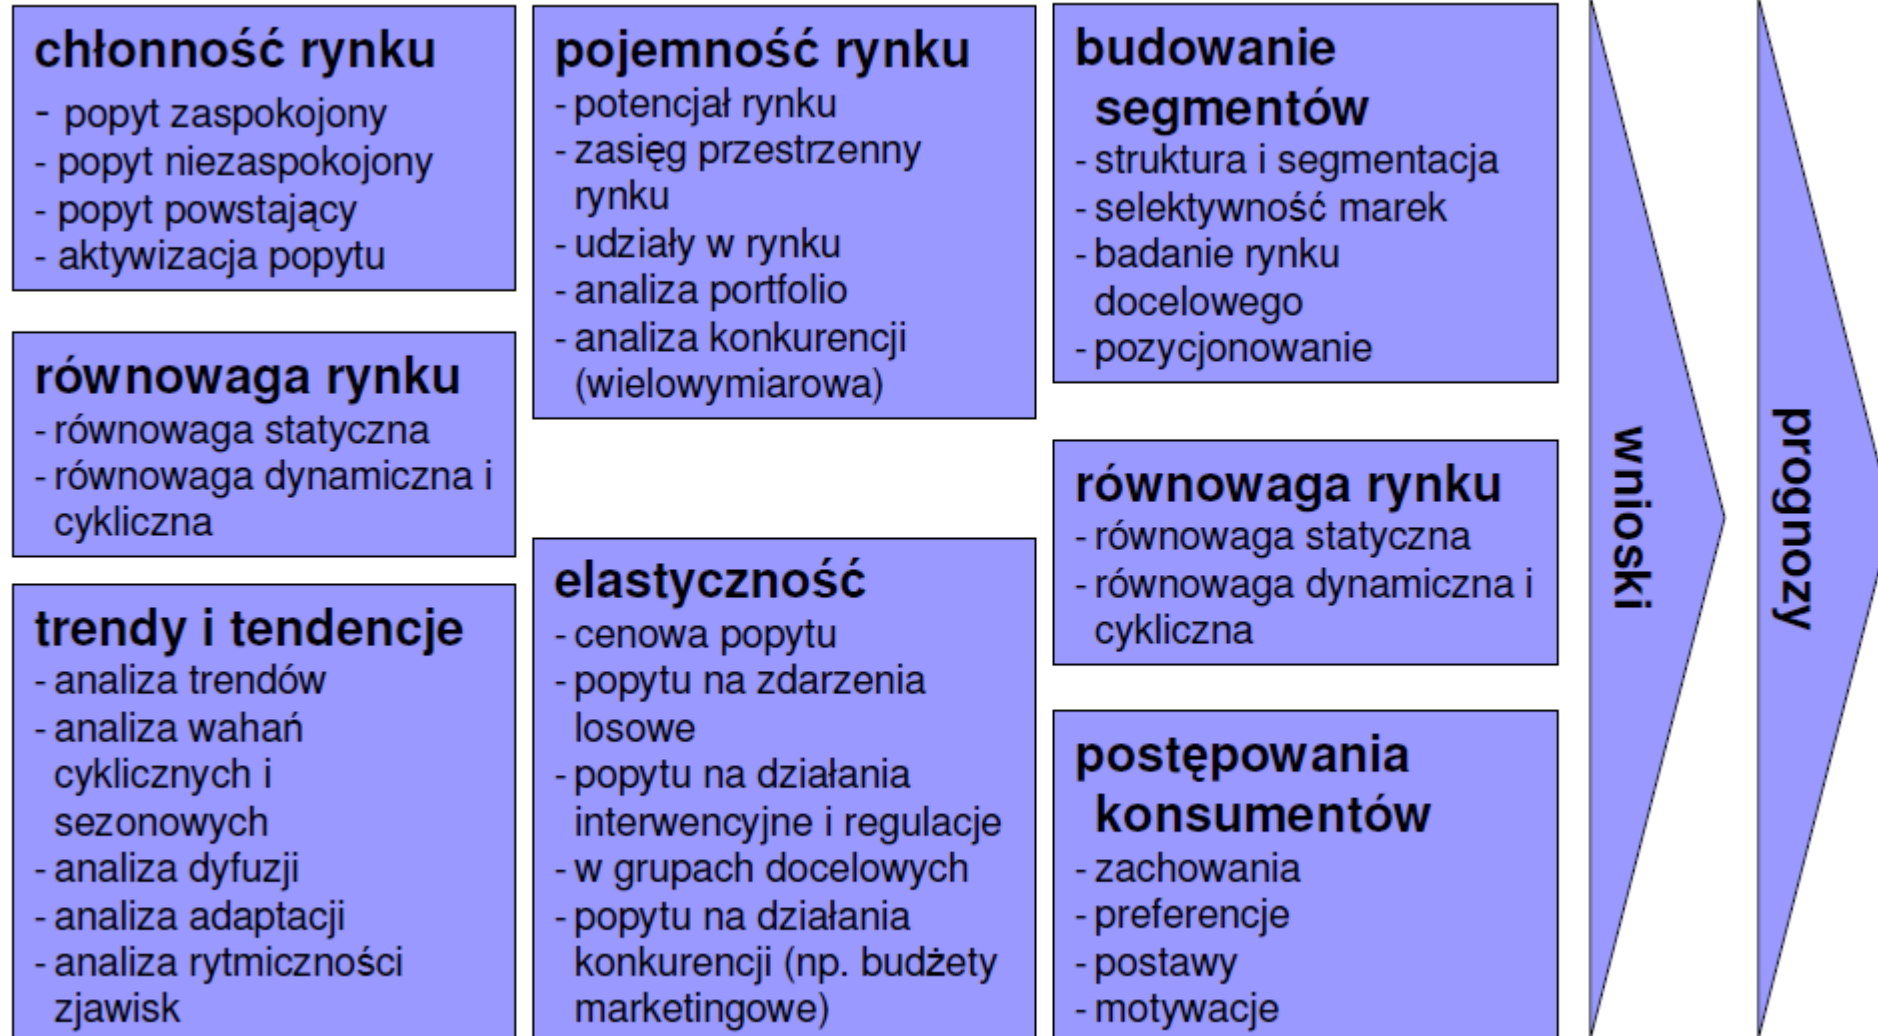 chłonność rynku
- popyt zaspokojony
- popyt niezaspokojony
- popyt powstający
- aktywizacja popytu
równowaga rynku
- równowaga statyczna
- równowaga dynamiczna i
cykliczna
trendy i tendencje
- analiza trendów
- analiza wahań
cyklicznych i
sezonowych
- analiza dyfuzji
- analiza adaptacji
- analiza rytmiczności
zjawisk
pojemność rynku
- potencjał rynku
- zasięg przestrzenny
rynku
- udziały w rynku
- analiza portfolio
- analiza konkurencji
(wielowymiarowa)
elastyczność
- cenowa popytu
- popytu na zdarzenia
losowe
- popytu na działania
interwencyjne i regulacje
- w grupach docelowych
- popytu na działania
konkurencji (np. budżety
marketingowe)
budowanie
segmentów
- struktura i segmentacja
- selektywność marek
- badanie rynku
docelowego
- pozycjonowanie
równowaga rynku
- równowaga statyczna
- równowaga dynamiczna i
cykliczna
postępowania
konsumentów
- zachowania
- preferencje
- postawy
- motywacje
wnioski
prognozy